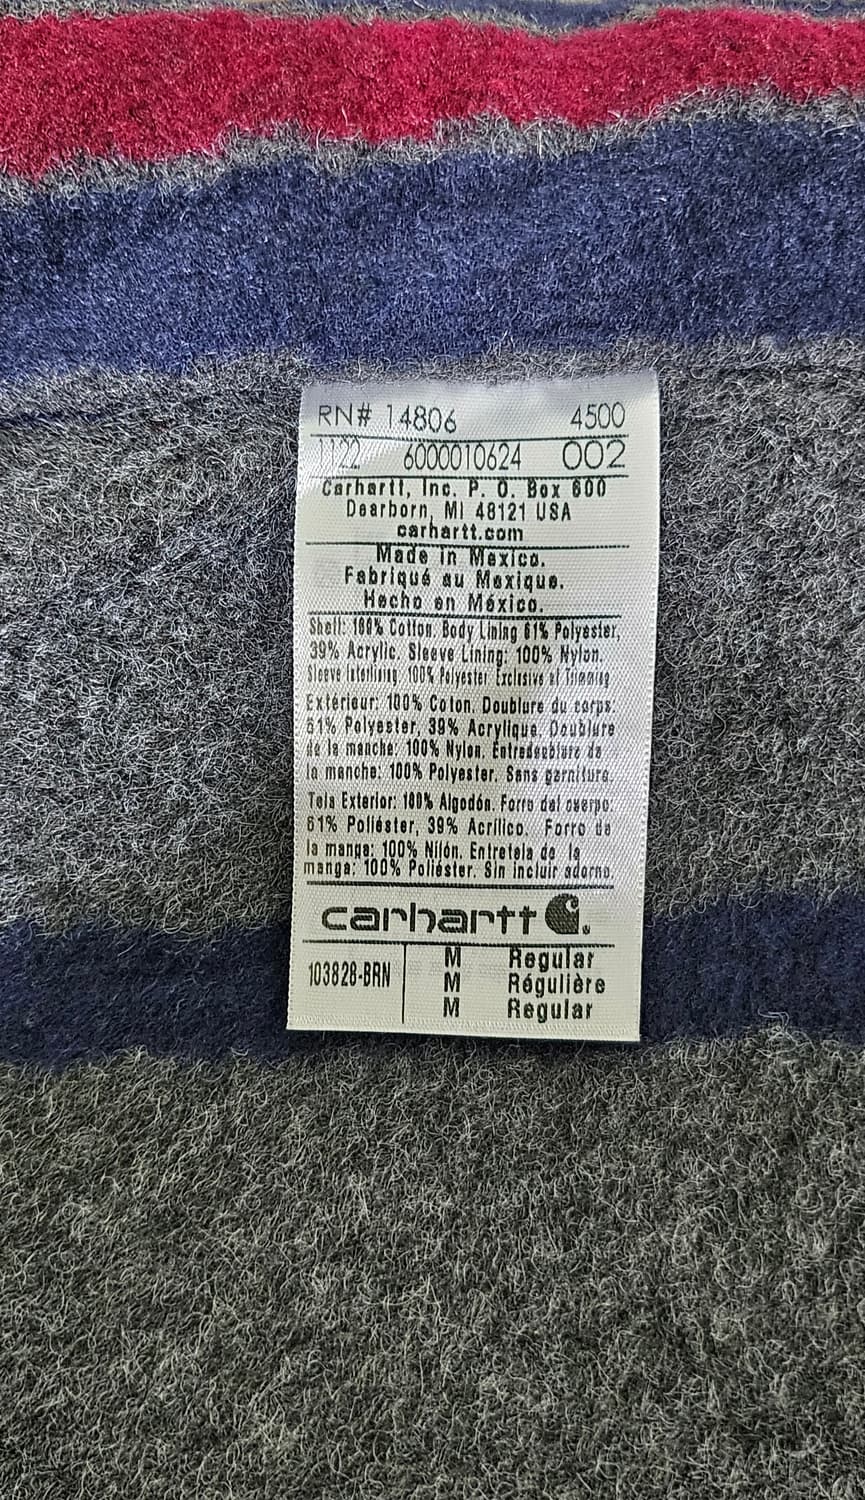 RN# 14806 4500
1122 6000010624 002
Carhartt, Inc. P. O. Box 600
Dearborn, MI 48121 USA
carhartt.com
Made in Mexico.
Fabriqué au Mexique.
Hecho en México.
Shell: 100% Cotton. Body Lining 61% Polyester,
39% Acrylic. Sleeve Lining: 100% Nylon.
Sleeve Interlining. 100% Polyester Exclusive of Trimming
Extérieur: 100% Coton. Doublure du corps:
61% Polyester, 39% Acrylique. Doublure
de la manche: 100% Nylon. Entredoublure de
la manche: 100% Polyester. Sans garniture.
Tela Exterior: 100% Algodón. Forro del cuerpo:
61% Poliéster, 39% Acrílico. Forro de
la manga: 100% Nilón. Entretela de la
manga: 100% Poliéster. Sin incluir adorno.
carhartt
103828-BRN
M Regular
M Régulière
M Regular